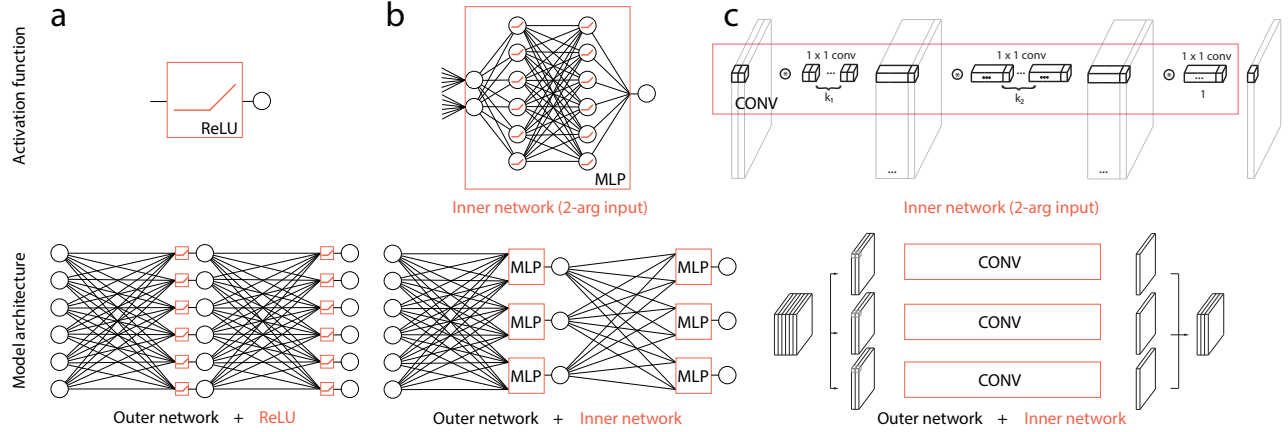 a
b
c
Activation function
ReLU
MLP
Inner network (2-arg input)
1 x 1 conv
1 x 1 conv
1 x 1 conv
...
...
...
...
...
...
k1
k2
1
CONV
...
...
Inner network (2-arg input)
Model architecture
MLP
MLP
MLP
MLP
MLP
MLP
CONV
CONV
CONV
Outer network + ReLU
Outer network + Inner network
Outer network + Inner network